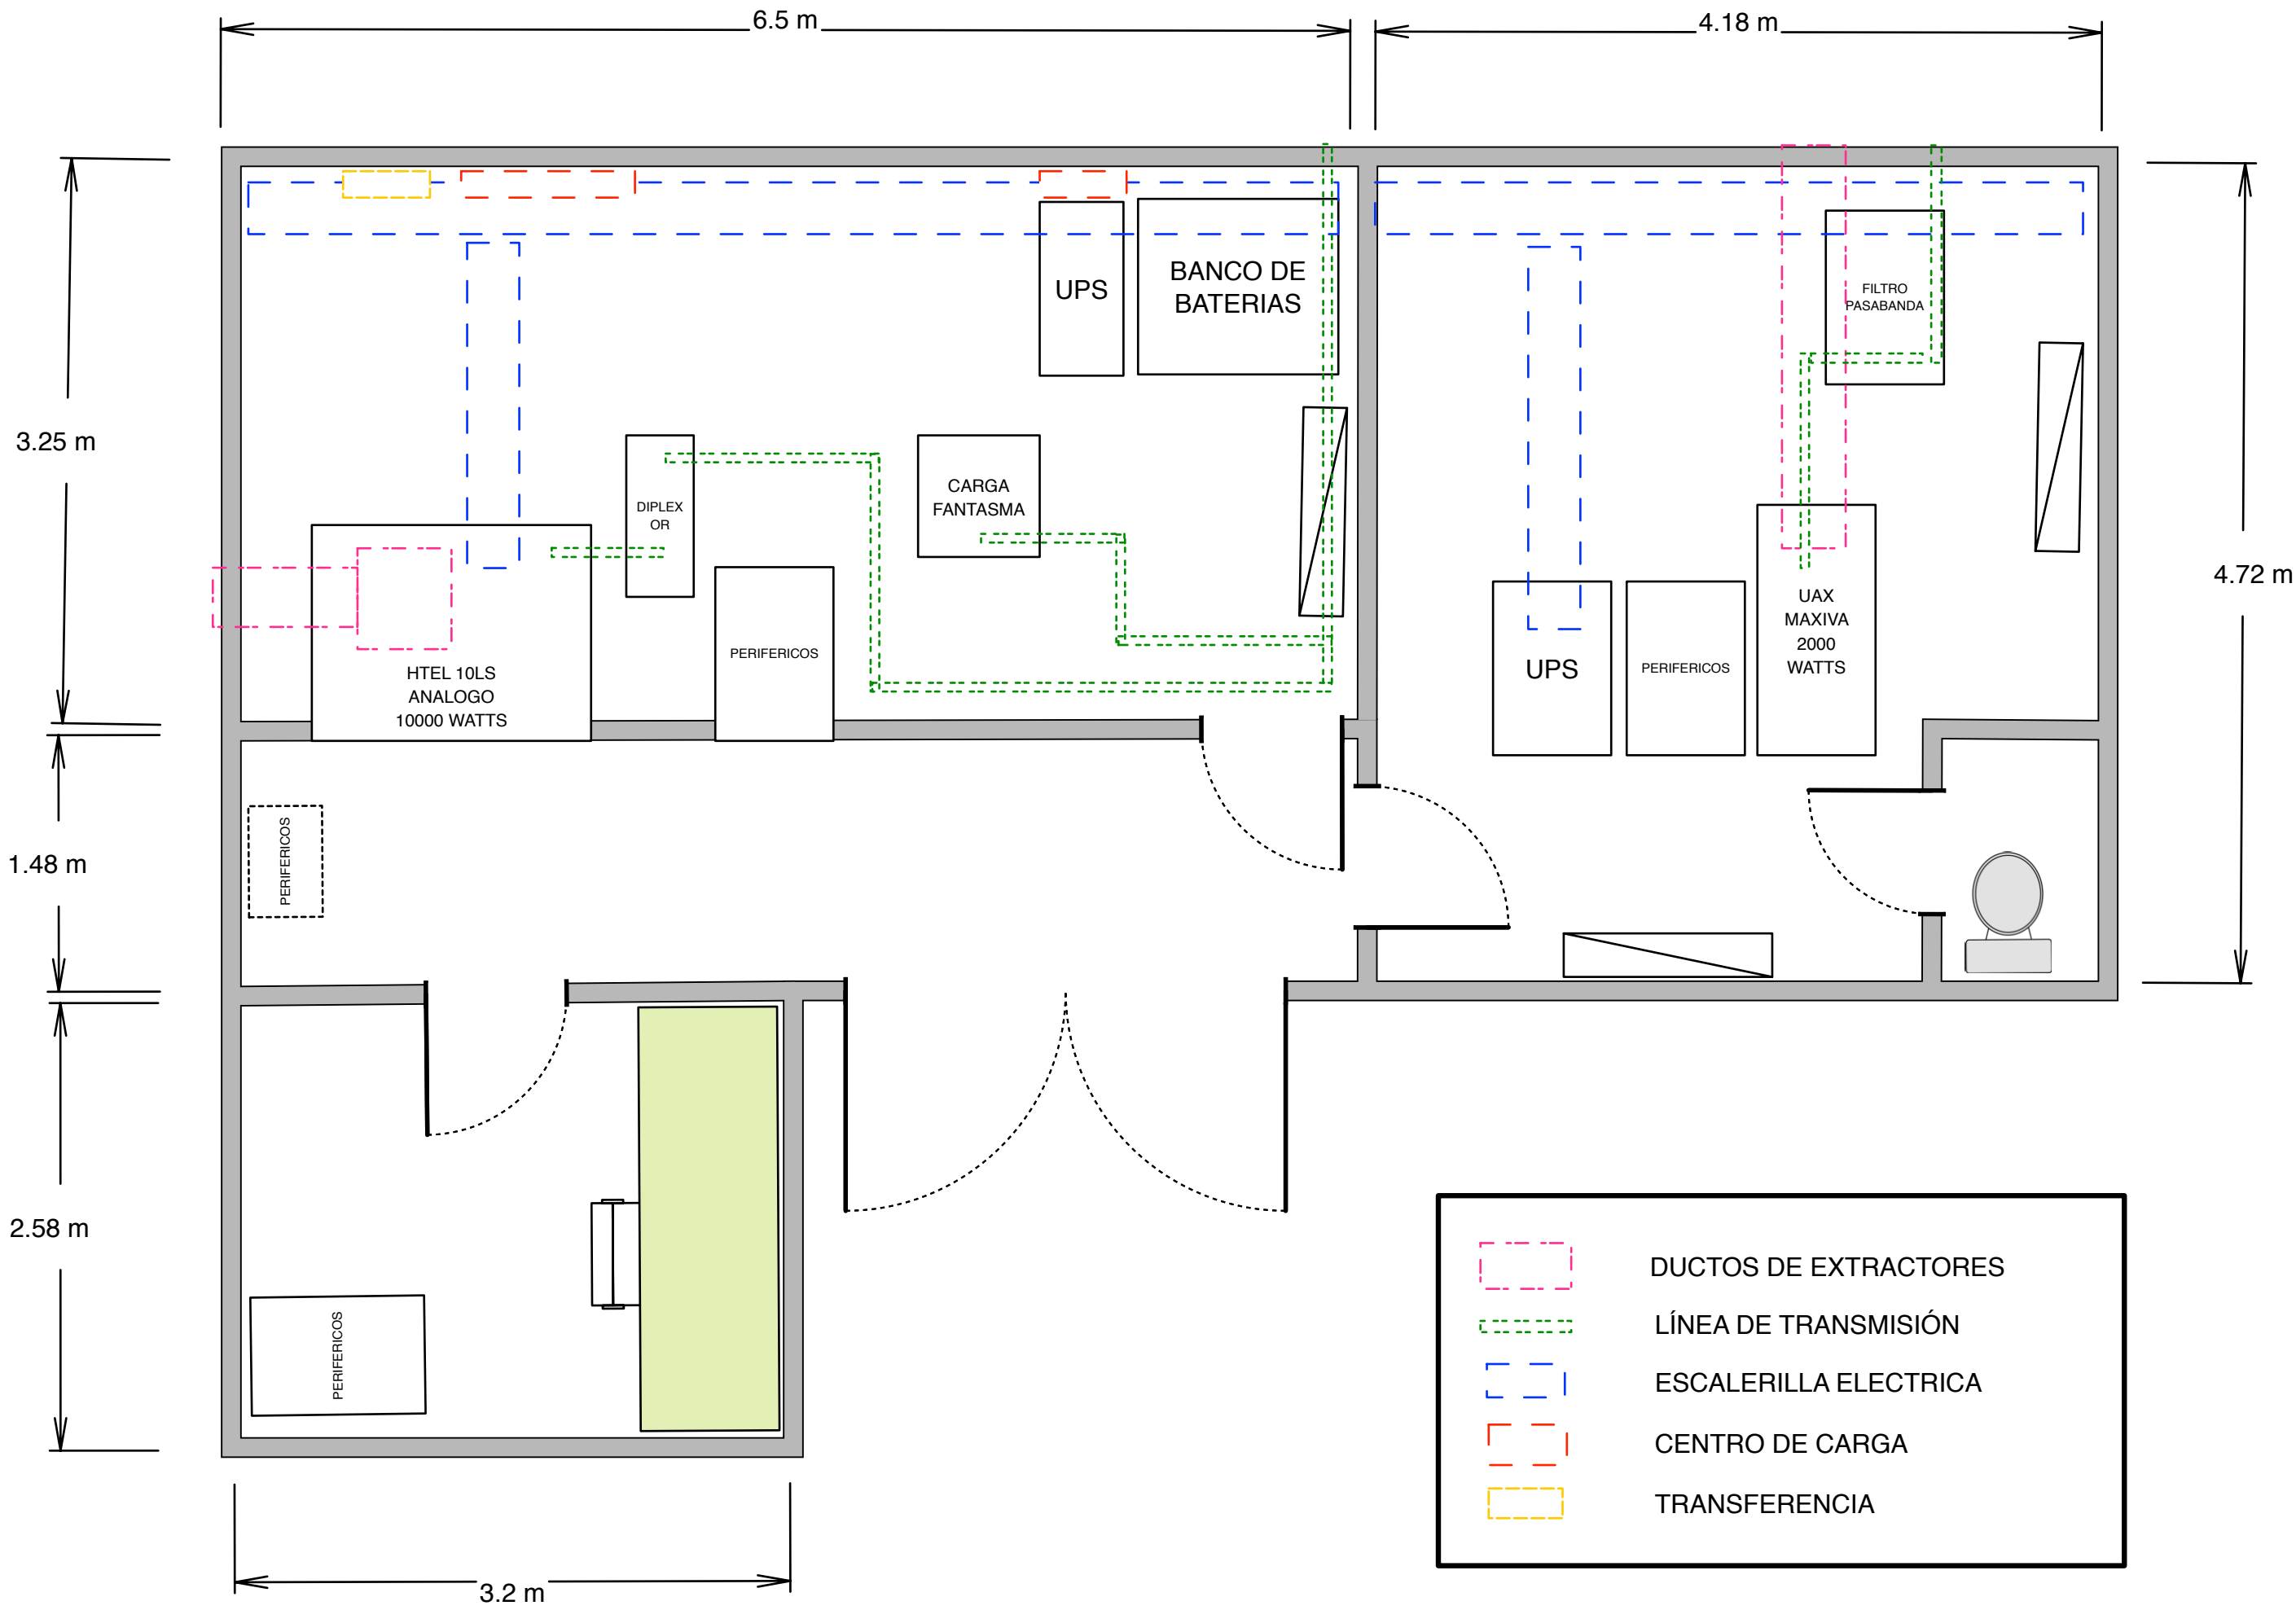 6.5 m
4.18 m
UPS
BANCO DE
BATERIAS
FILTRO
PASABANDA
3.25 m
CARGA
FANTASMA
DIPLEX
OR
4.72 m
UAX
MAXIVA
2000
WATTS
PERIFERICOS
UPS
PERIFERICOS
HTEL 10LS
ANALOGO
10000 WATTS
1.48 m
PERIFERICOS
2.58 m
PERIFERICOS
DUCTOS DE EXTRACTORES
LÍNEA DE TRANSMISIÓN
ESCALERILLA ELECTRICA
CENTRO DE CARGA
TRANSFERENCIA
3.2 m